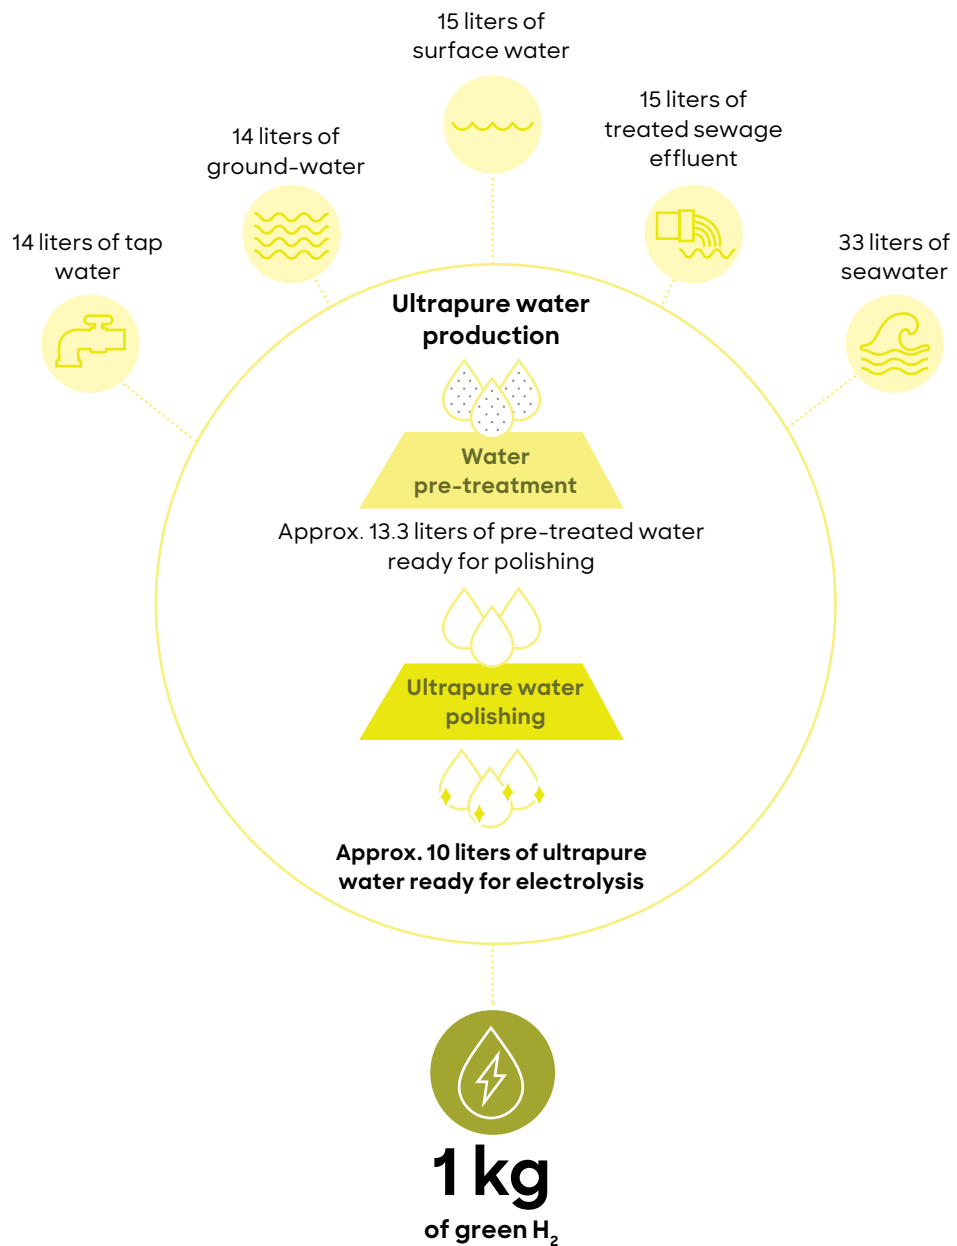 15 liters of
surface water
15 liters of
treated sewage
effluent
14 liters of
ground-water
14 liters of tap
water
33 liters of
seawater
Ultrapure water
production
Water
pre-treatment
Approx. 13.3 liters of pre-treated water
ready for polishing
Ultrapure water
polishing
Approx. 10 liters of ultrapure
water ready for electrolysis
1 kg
of green H₂